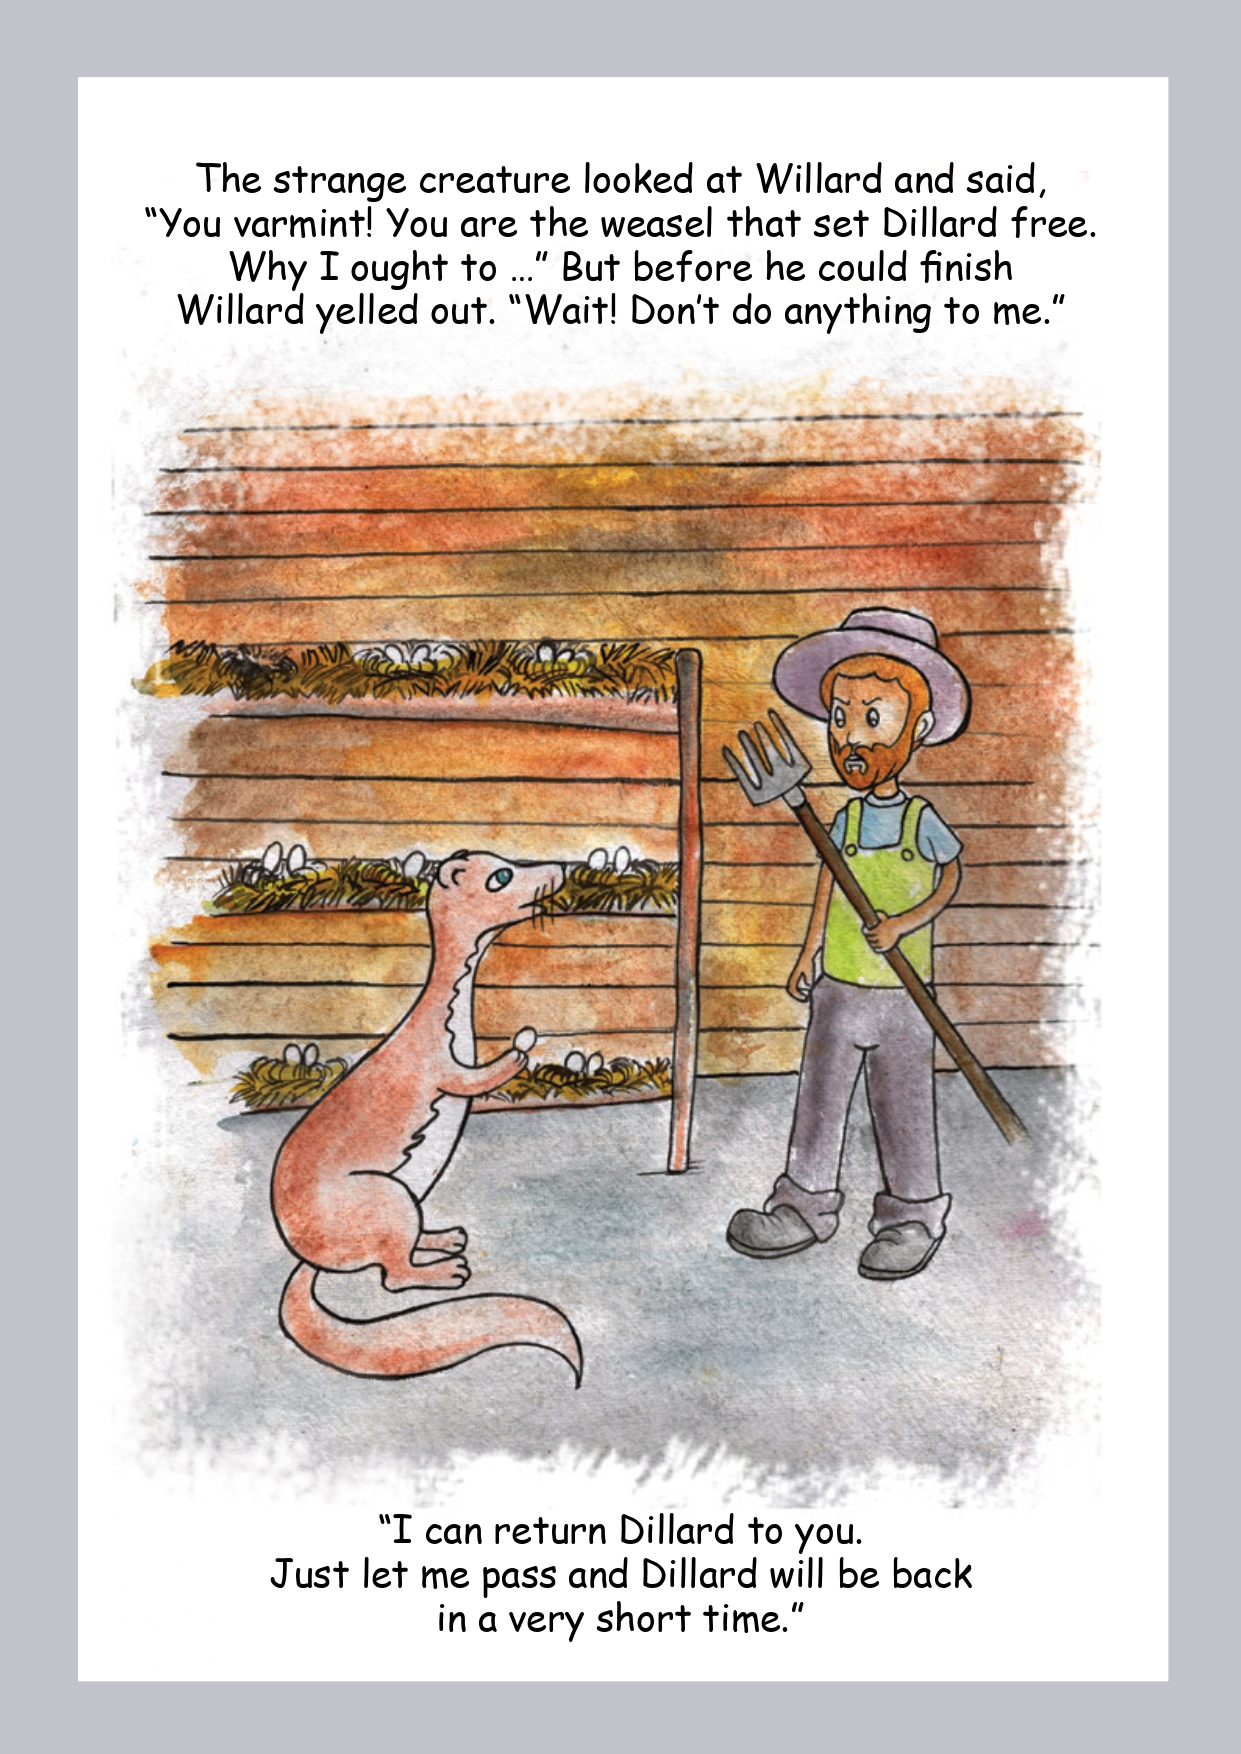 The strange creature looked at Willard and said,
“You varmint! You are the weasel that set Dillard free.
Why I ought to ...” But before he could finish
Willard yelled out. “Wait! Don’t do anything to me.”
“I can return Dillard to you.
Just let me pass and Dillard will be back
in a very short time.”